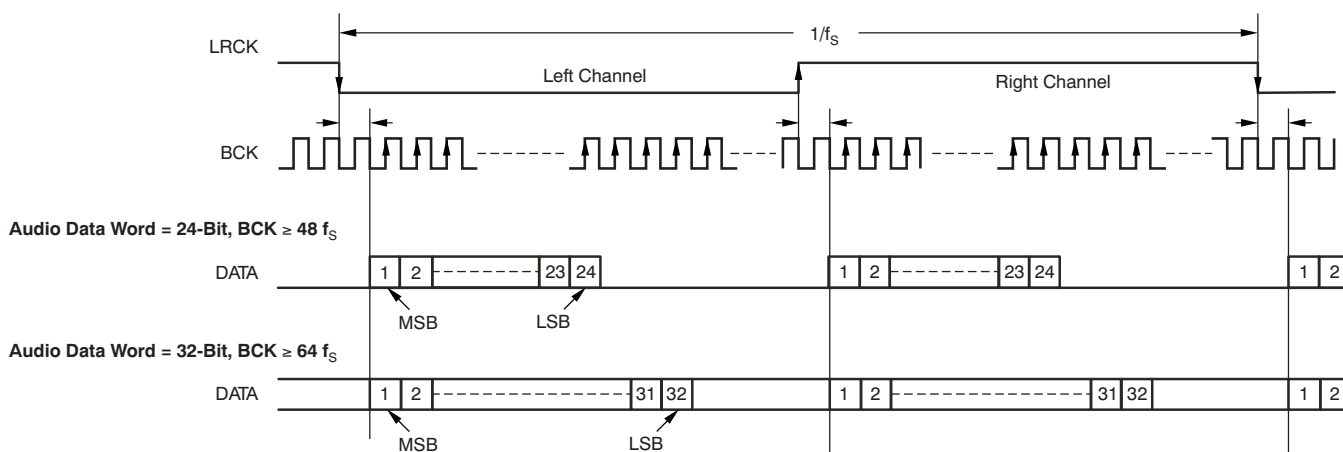 1/fS
LRCK
Left Channel
Right Channel
BCK
Audio Data Word = 24-Bit, BCK ≥ 48 fS
DATA 1 2 23 24 1 2 23 24 1 2
MSB LSB
Audio Data Word = 32-Bit, BCK ≥ 64 fS
DATA 1 2 31 32 1 2 31 32 1 2
MSB LSB